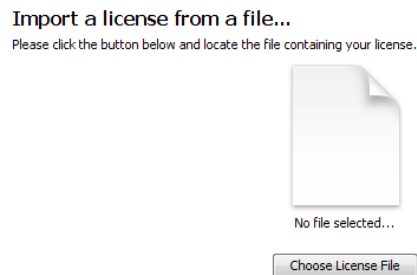 Import a license from a file...
Please click the button below and locate the file containing your license.
No file selected...
Choose License File